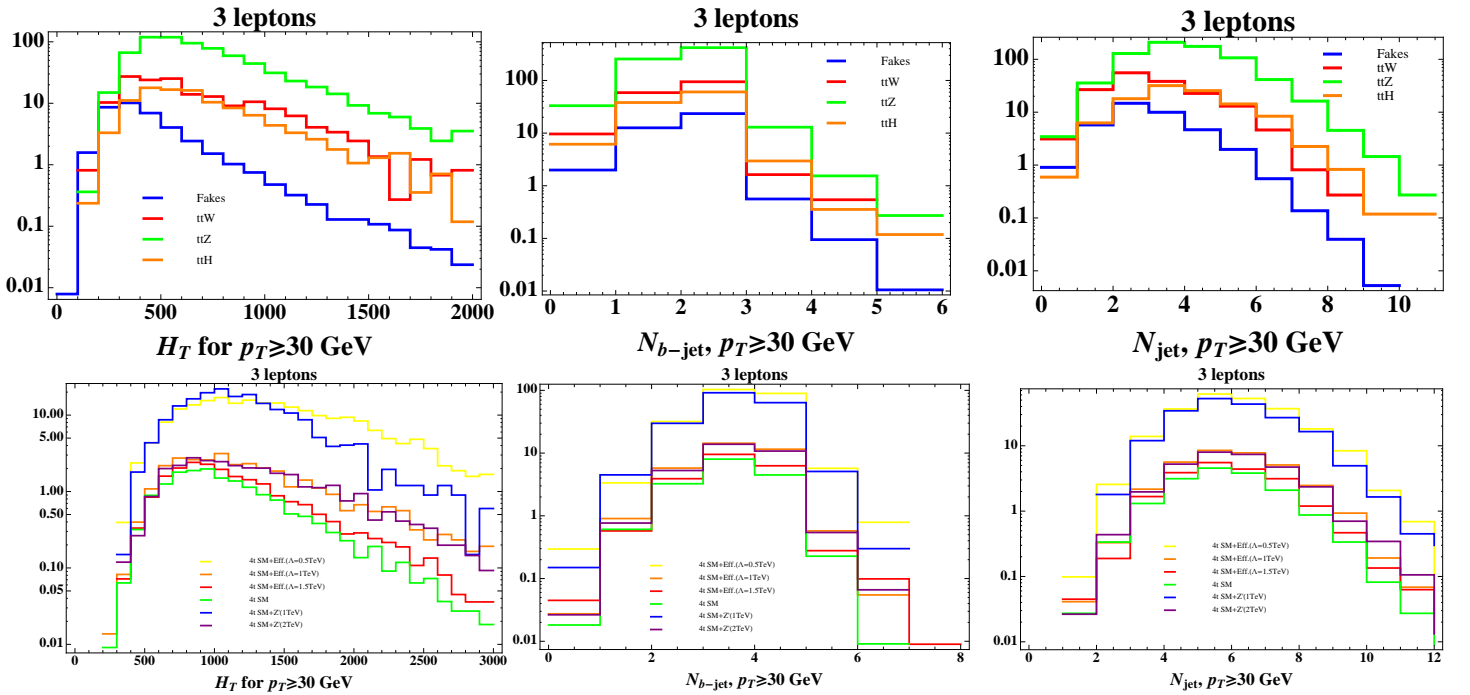 3 leptons
100
10
1
0.1
0.01
Fakes
ttW
ttZ
ttH
0 500 1000 1500 2000
H_T for p_T⩾30 GeV
3 leptons
100
10
1
0.1
0.01
Fakes
ttW
ttZ
ttH
0 1 2 3 4 5 6
N_{b-jet}, p_T⩾30 GeV
3 leptons
100
10
1
0.1
0.01
Fakes
ttW
ttZ
ttH
0 2 4 6 8 10
N_jet, p_T⩾30 GeV
3 leptons
10.00
5.00
1.00
0.50
0.10
0.05
0.01
4t SM+Eff.(Λ=0.5TeV)
4t SM+Eff.(Λ=1TeV)
4t SM+Eff.(Λ=1.5TeV)
4t SM
4t SM+Z'(1TeV)
4t SM+Z'(2TeV)
0 500 1000 1500 2000 2500 3000
H_T for p_T⩾30 GeV
3 leptons
100
10
1
0.1
0.01
4t SM+Eff.(Λ=0.5TeV)
4t SM+Eff.(Λ=1TeV)
4t SM+Eff.(Λ=1.5TeV)
4t SM
4t SM+Z'(1TeV)
4t SM+Z'(2TeV)
0 2 4 6 8
N_{b-jet}, p_T⩾30 GeV
3 leptons
10
1
0.1
0.01
4t SM+Eff.(Λ=0.5TeV)
4t SM+Eff.(Λ=1TeV)
4t SM+Eff.(Λ=1.5TeV)
4t SM
4t SM+Z'(1TeV)
4t SM+Z'(2TeV)
0 2 4 6 8 10 12
N_jet, p_T⩾30 GeV